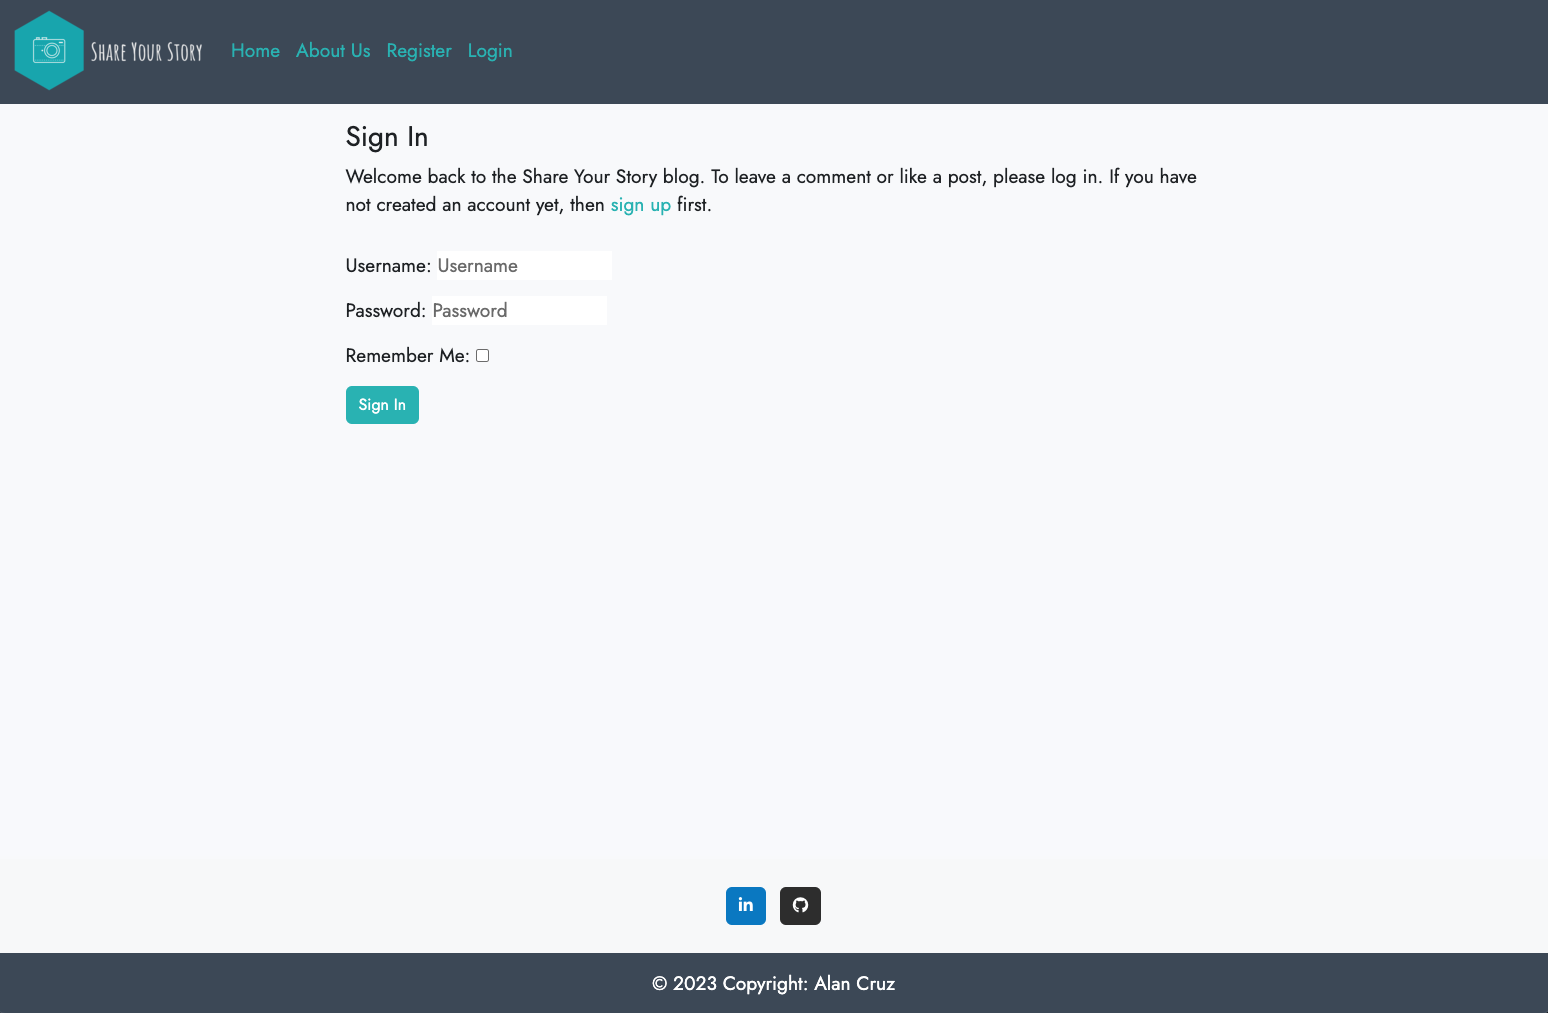 Share Your Story
Home About Us Register Login
Sign In
Welcome back to the Share Your Story blog. To leave a comment or like a post, please log in. If you have
not created an account yet, then sign up first.
Username: Username
Password: Password
Remember Me:
Sign In
in
© 2023 Copyright: Alan Cruz